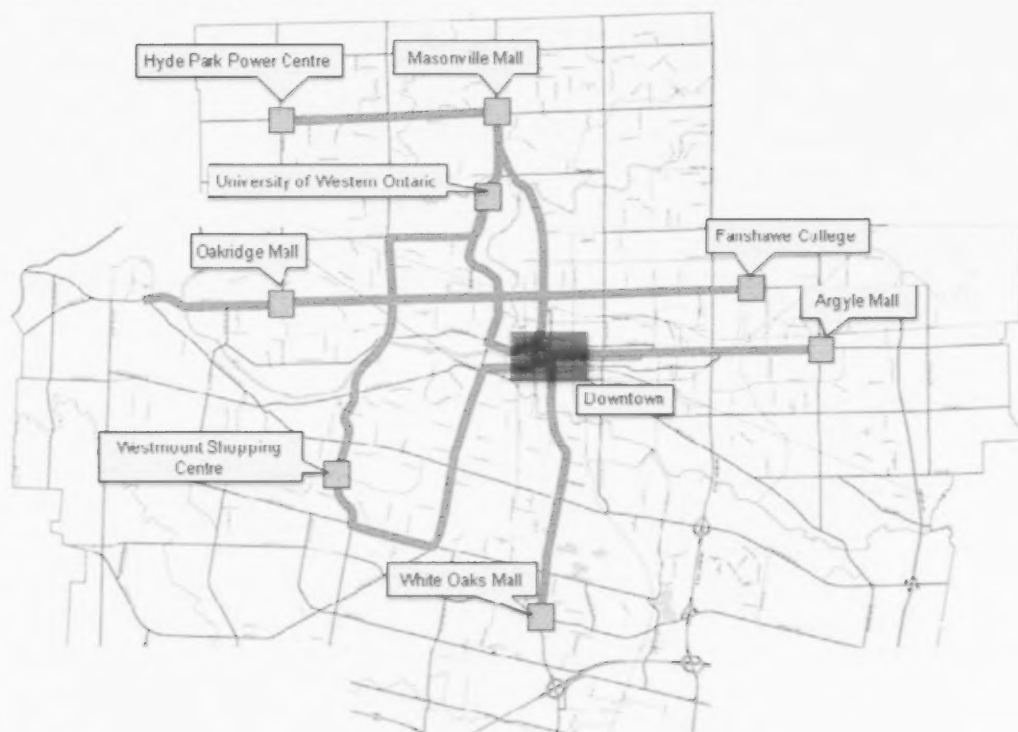 Hyde Park Power Centre
Masonville Mall
University of Western Ontario
Oakridge Mall
Fanshawe College
Argyle Mall
Downtown
Westmount Shopping
Centre
White Oaks Mall